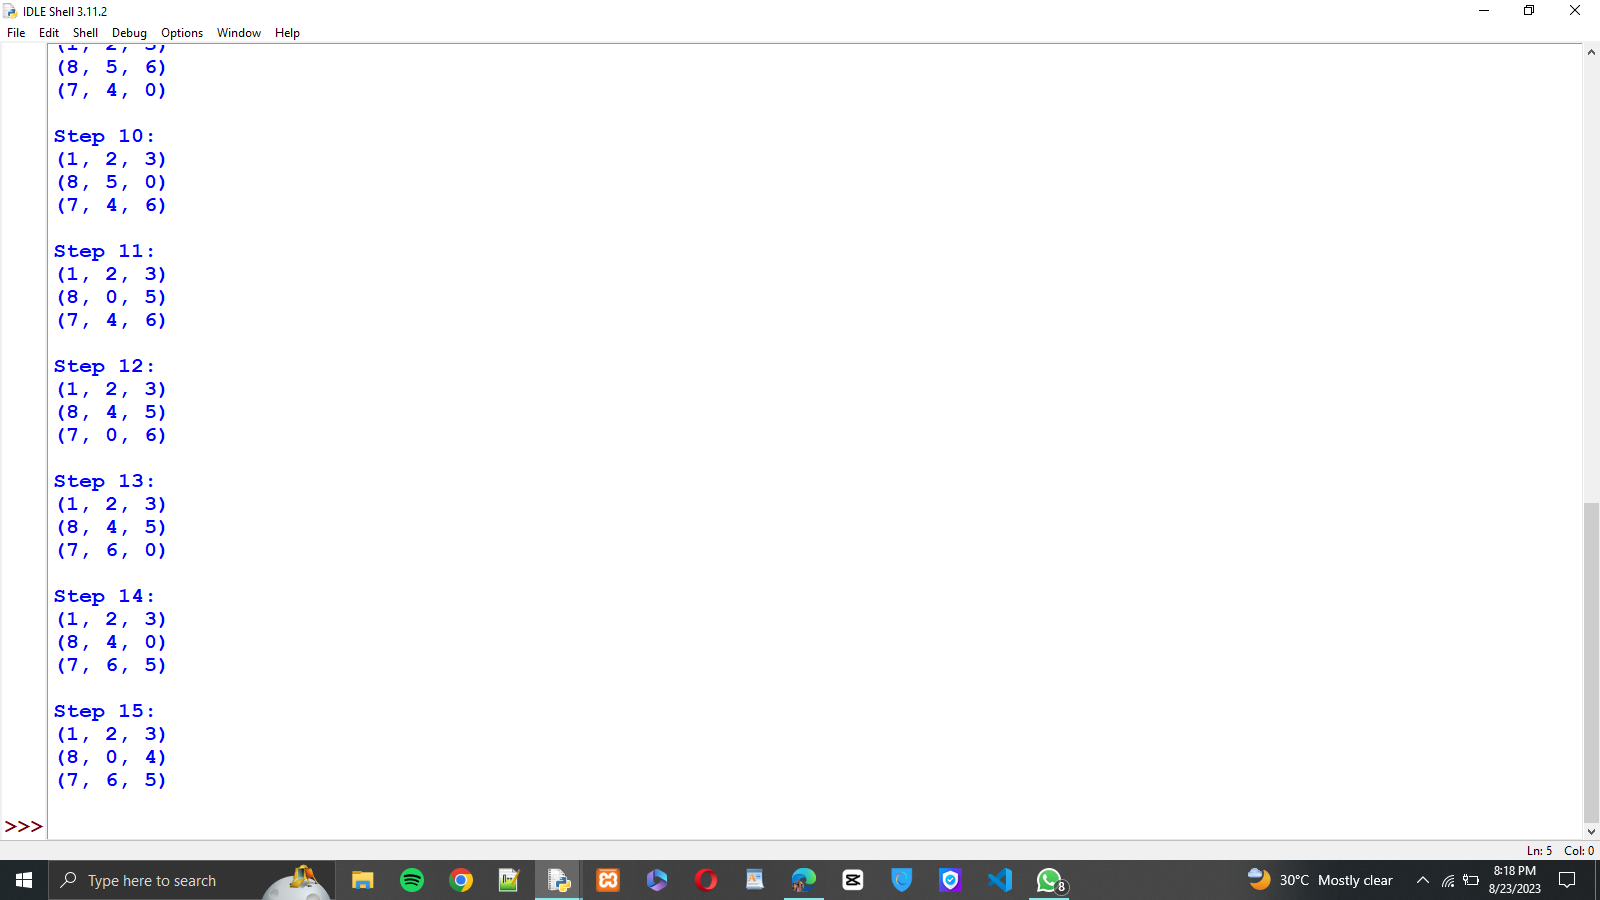 IDLE Shell 3.11.2
File Edit Shell Debug Options Window Help
(1, 2, 3)
(8, 5, 6)
(7, 4, 0)
Step 10:
(1, 2, 3)
(8, 5, 0)
(7, 4, 6)
Step 11:
(1, 2, 3)
(8, 0, 5)
(7, 4, 6)
Step 12:
(1, 2, 3)
(8, 4, 5)
(7, 0, 6)
Step 13:
(1, 2, 3)
(8, 4, 5)
(7, 6, 0)
Step 14:
(1, 2, 3)
(8, 4, 0)
(7, 6, 5)
Step 15:
(1, 2, 3)
(8, 0, 4)
(7, 6, 5)
>>>
Ln: 5 Col: 0
Type here to search
8
30°C Mostly clear
8:18 PM
8/23/2023